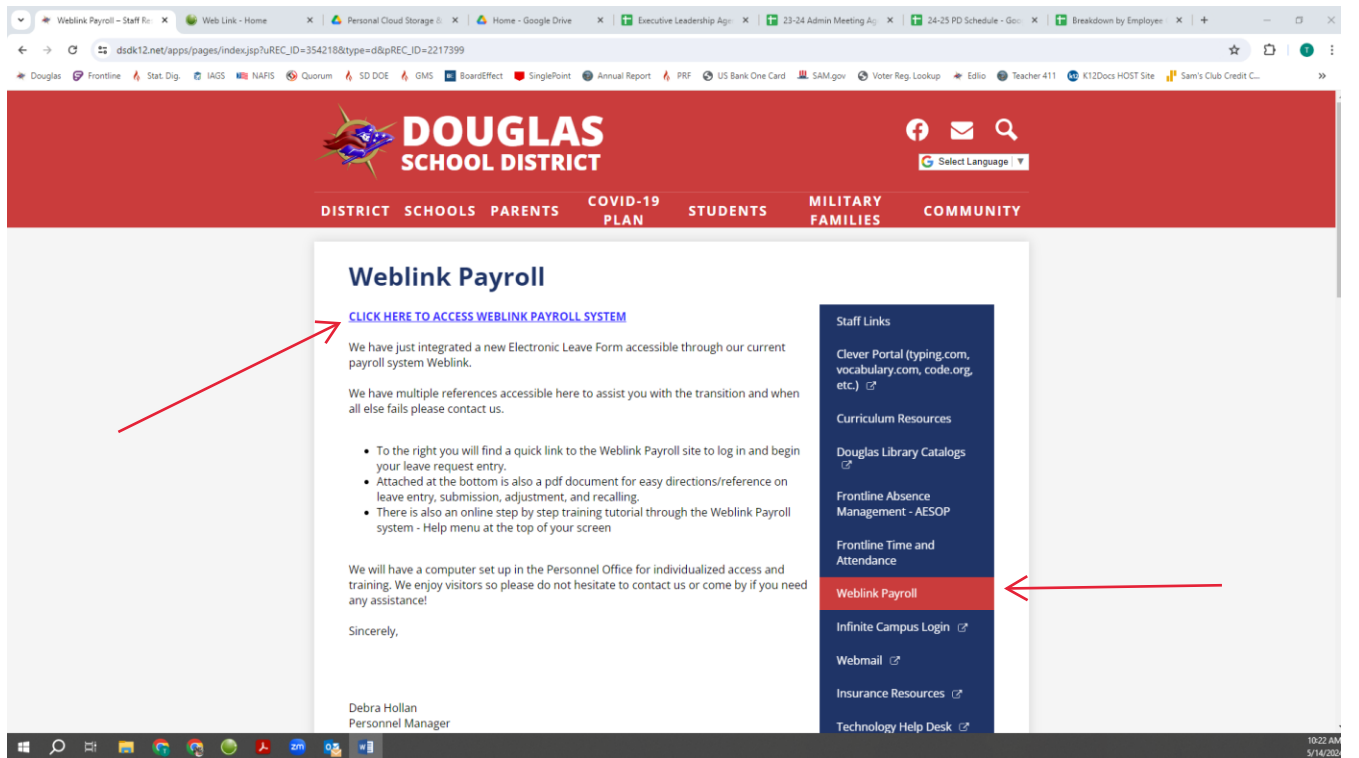 Weblink Payroll – Staff Re
Web Link - Home
Personal Cloud Storage &
Home - Google Drive
Executive Leadership Age
23-24 Admin Meeting Ag
24-25 PD Schedule - Goo
Breakdown by Employee
dsdk12.net/apps/pages/index.jsp?uREC_ID=354218&type=d&pREC_ID=2217399
Douglas
Frontline
Stat. Dig.
IAGS
NAFIS
Quorum
SD DOE
GMS
BoardEffect
SinglePoint
Annual Report
PRF
US Bank One Card
SAM.gov
Voter Reg. Lookup
Edlio
Teacher 411
K12Docs HOST Site
Sam's Club Credit C...
DOUGLAS
SCHOOL DISTRICT
Select Language
DISTRICT
SCHOOLS
PARENTS
COVID-19
PLAN
STUDENTS
MILITARY
FAMILIES
COMMUNITY
Weblink Payroll
CLICK HERE TO ACCESS WEBLINK PAYROLL SYSTEM
We have just integrated a new Electronic Leave Form accessible through our current
payroll system Weblink.
We have multiple references accessible here to assist you with the transition and when
all else fails please contact us.
• To the right you will find a quick link to the Weblink Payroll site to log in and begin
your leave request entry.
• Attached at the bottom is also a pdf document for easy directions/reference on
leave entry, submission, adjustment, and recalling.
• There is also an online step by step training tutorial through the Weblink Payroll
system - Help menu at the top of your screen
We will have a computer set up in the Personnel Office for individualized access and
training. We enjoy visitors so please do not hesitate to contact us or come by if you need
any assistance!
Sincerely,
Debra Hollan
Personnel Manager
Staff Links
Clever Portal (typing.com,
vocabulary.com, code.org,
etc.)
Curriculum Resources
Douglas Library Catalogs
Frontline Absence
Management - AESOP
Frontline Time and
Attendance
Weblink Payroll
Infinite Campus Login
Webmail
Insurance Resources
Technology Help Desk
zm
10:22 AM
5/14/2024